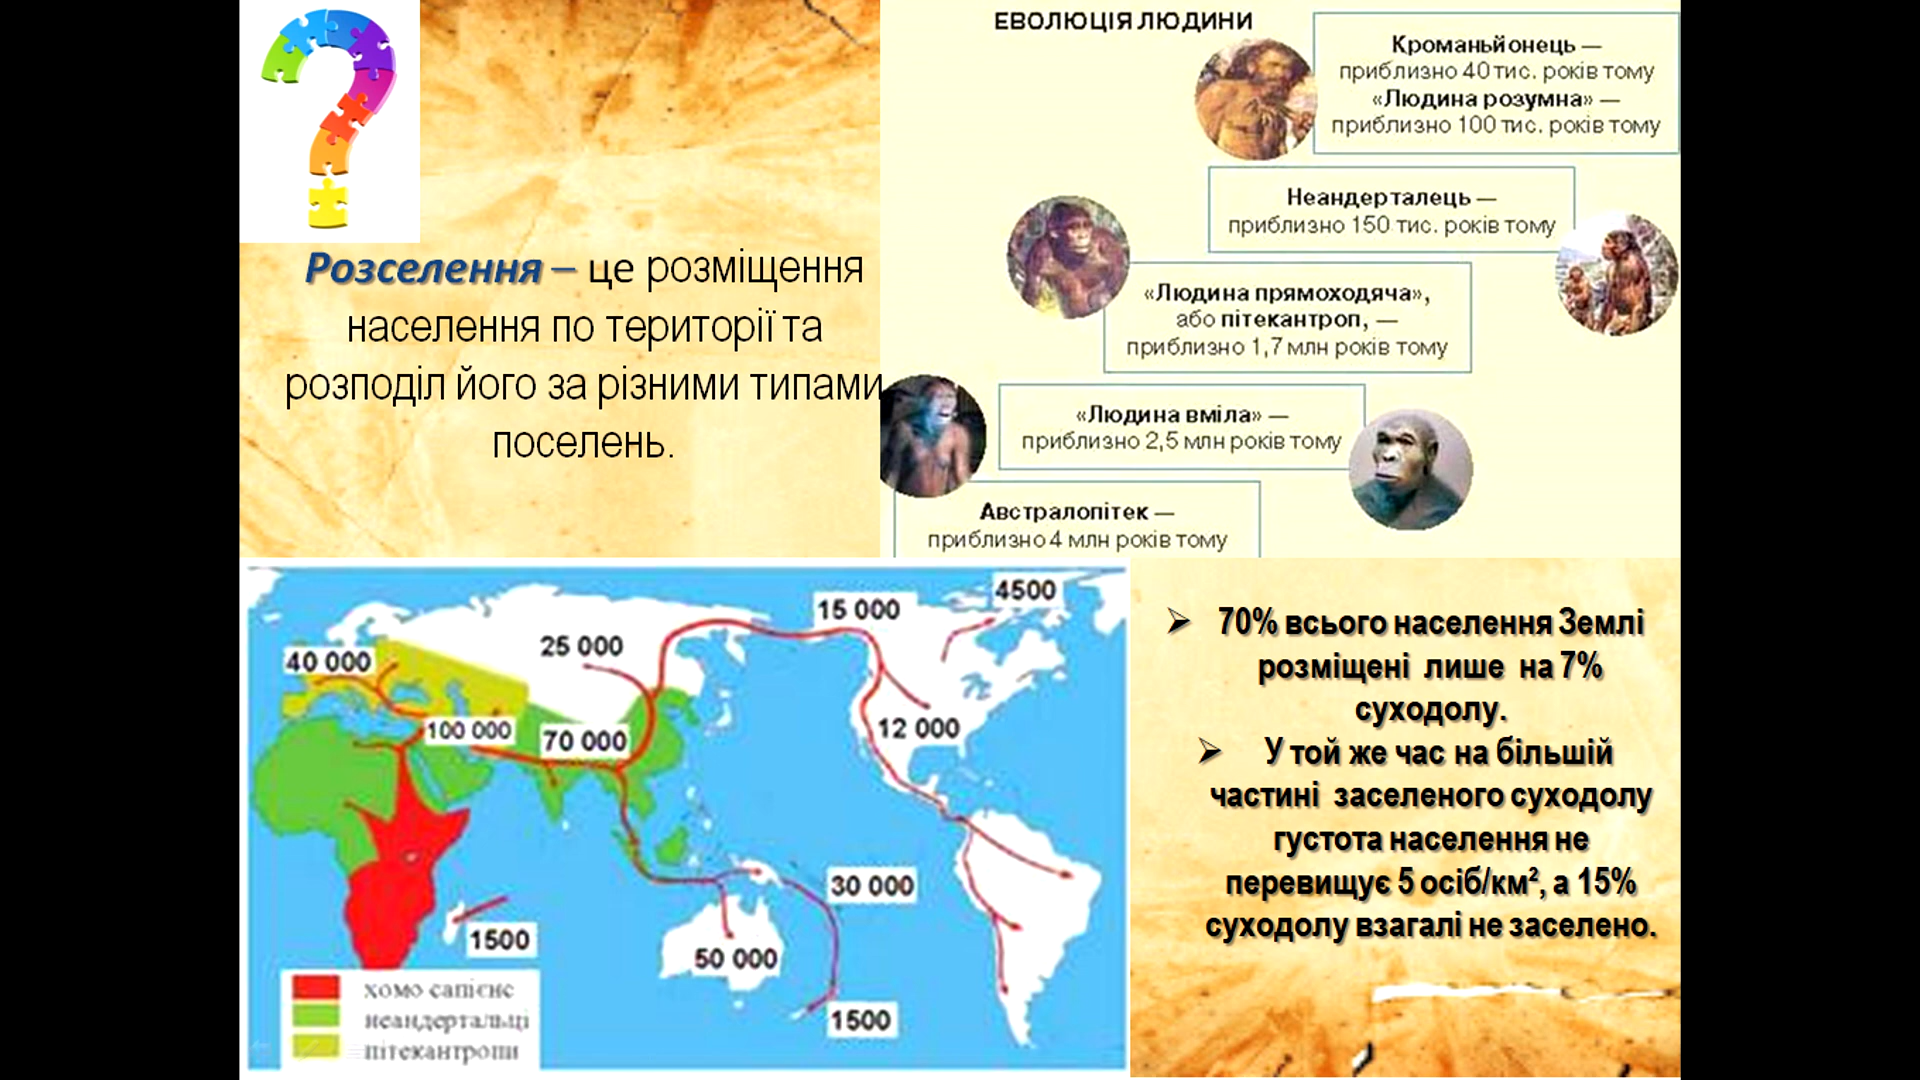 Розселення – це розміщення
населення по території та
розподіл його за різними типами
поселень.
ЕВОЛЮЦІЯ ЛЮДИНИ
Кроманьйонець —
приблизно 40 тис. років тому
«Людина розумна» —
приблизно 100 тис. років тому
Неандерталець —
приблизно 150 тис. років тому
«Людина прямоходяча»,
або пітекантроп, —
приблизно 1,7 млн років тому
«Людина вміла» —
приблизно 2,5 млн років тому
Австралопітек —
приблизно 4 млн років тому
4500
15 000
25 000
40 000
12 000
100 000
70 000
30 000
1500
50 000
1500
хомо сапієнс
неандертальці
пітекантропи
➢ 70% всього населення Землі
розміщені лише на 7%
суходолу.
➢ У той же час на більшій
частині заселеного суходолу
густота населення не
перевищує 5 осіб/км², а 15%
суходолу взагалі не заселено.